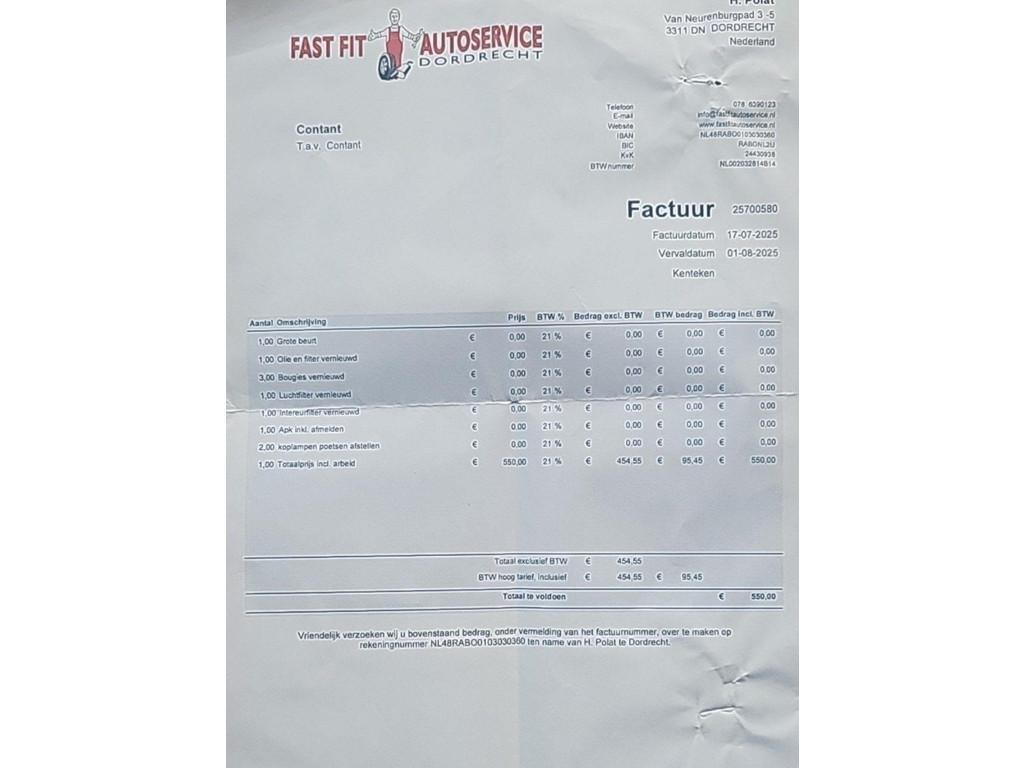 H. Polat
Van Neurenburgpad 3 -5
3311 DN DORDRECHT
Nederland
FAST FIT AUTOSERVICE
DORDRECHT
Telefoon 078 6390123
E-mail info@fastfitautoservice.nl
Website www.fastfitautoservice.nl
IBAN NL48RABO0103030360
BIC RABONL2U
KvK 24430938
BTW nummer NL002032814B14
Contant
T.a.v. Contant
Factuur 25700580
Factuurdatum 17-07-2025
Vervaldatum 01-08-2025
Kenteken
Aantal Omschrijving Prijs BTW % Bedrag excl. BTW BTW bedrag Bedrag incl. BTW
1,00 Grote beurt € 0,00 21 % € 0,00 € 0,00 € 0,00
1,00 Olie en filter vernieuwd € 0,00 21 % € 0,00 € 0,00 € 0,00
3,00 Bougies vernieuwd € 0,00 21 % € 0,00 € 0,00 € 0,00
1,00 Luchtfilter vernieuwd € 0,00 21 % € 0,00 € 0,00 € 0,00
1,00 Intereurfilter vernieuwd € 0,00 21 % € 0,00 € 0,00 € 0,00
1,00 Apk inkl. afmelden € 0,00 21 % € 0,00 € 0,00 € 0,00
2,00 koplampen poetsen afstellen € 0,00 21 % € 0,00 € 0,00 € 0,00
1,00 Totaalprijs incl. arbeid € 550,00 21 % € 454,55 € 95,45 € 550,00
Totaal exclusief BTW € 454,55
BTW hoog tarief, inclusief € 454,55 € 95,45
Totaal te voldoen € 550,00
Vriendelijk verzoeken wij u bovenstaand bedrag, onder vermelding van het factuurnummer, over te maken op
rekeningnummer NL48RABO0103030360 ten name van H. Polat te Dordrecht.